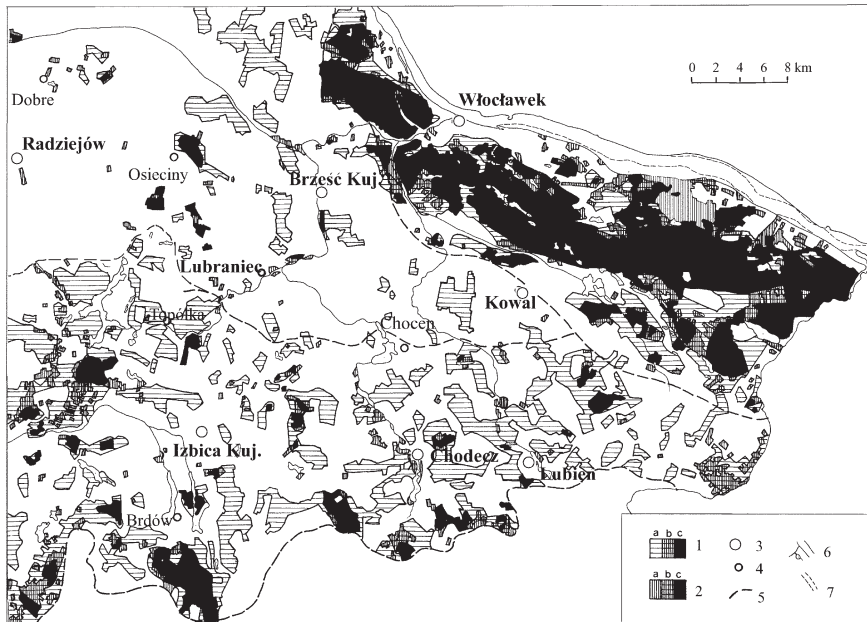 0 2 4 6 8 km
Włocławek
Dobre
Radziejów
Osięciny
Brześć Kuj.
Lubraniec
Kowal
Topólka
Choceń
Izbica Kuj.
Chodecz
Lubień
Brdów
a b c
1
3
6
4
a b c
2
5
7